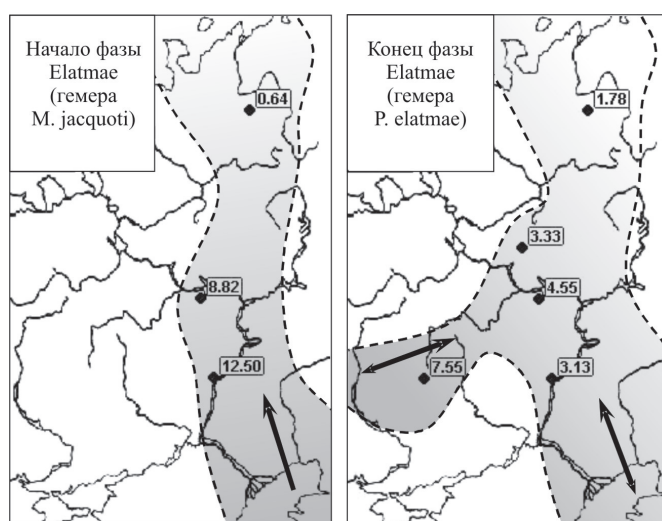 Начало фазы
Elatmae
(гемера
M. jacquoti)
0.64
8.82
12.50
Конец фазы
Elatmae
(гемера
P. elatmae)
1.78
3.33
4.55
7.55
3.13